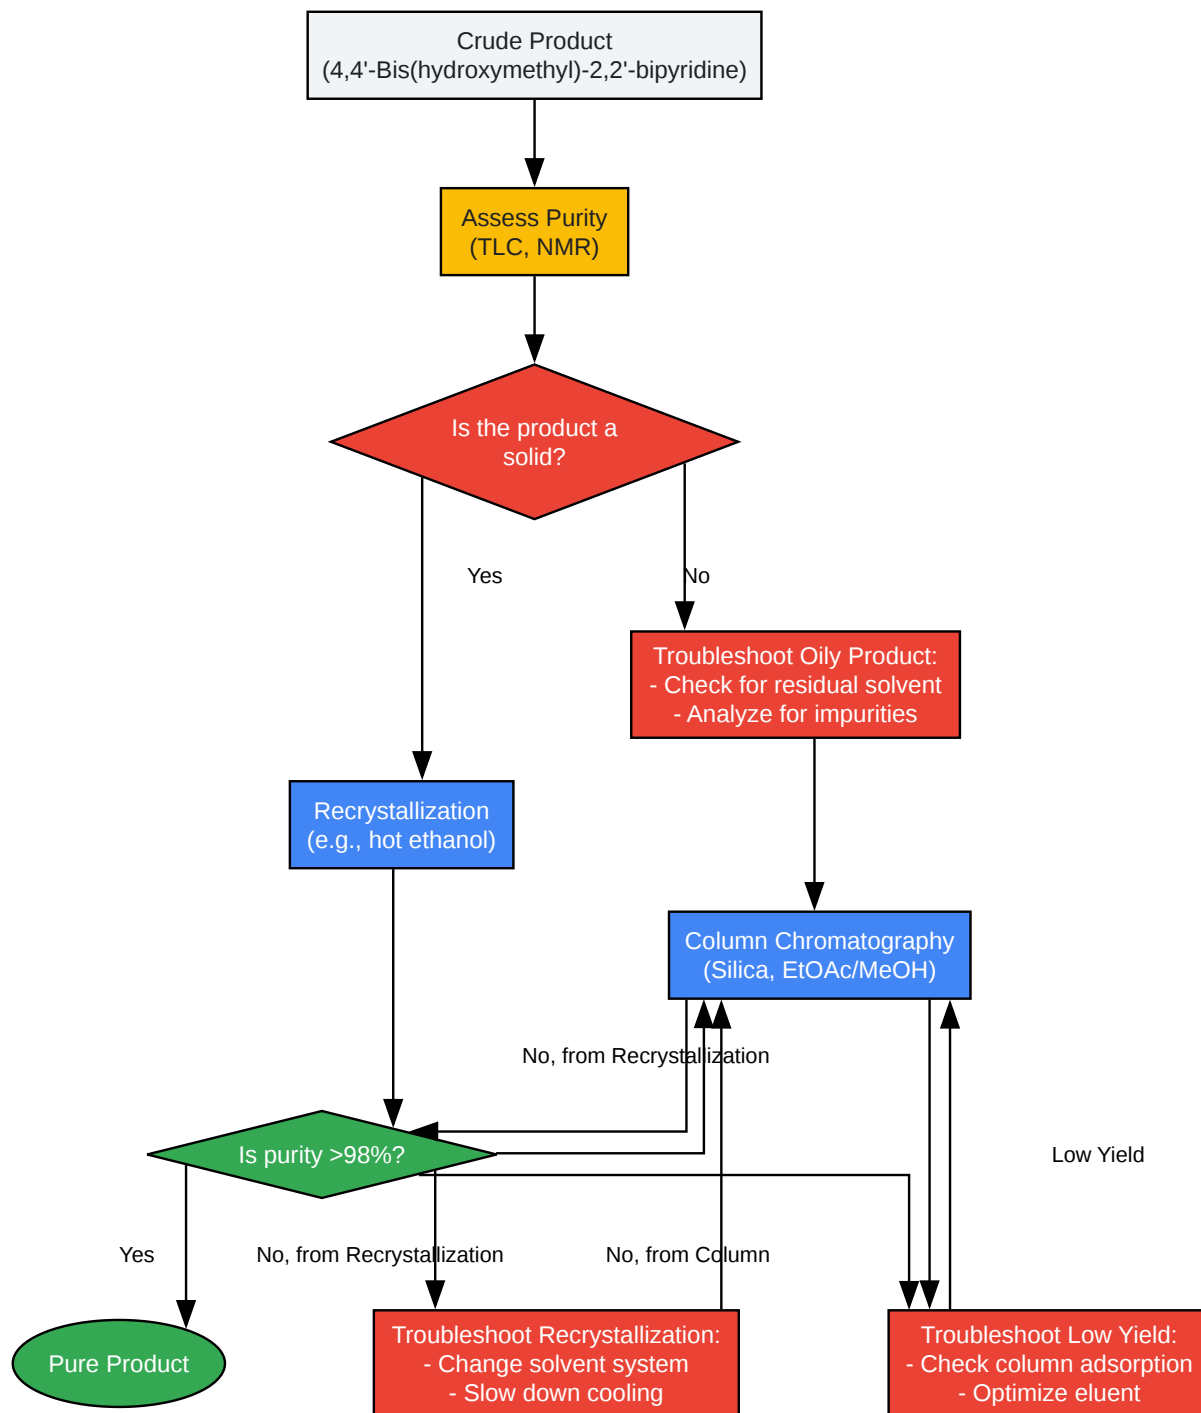 Crude Product
(4,4'-Bis(hydroxymethyl)-2,2'-bipyridine)
Assess Purity
(TLC, NMR)
Is the product a
solid?
Yes
No
Troubleshoot Oily Product:
- Check for residual solvent
- Analyze for impurities
Recrystallization
(e.g., hot ethanol)
Column Chromatography
(Silica, EtOAc/MeOH)
No, from Recrystallization
Is purity >98%?
Low Yield
Yes
No, from Recrystallization
No, from Column
Pure Product
Troubleshoot Recrystallization:
- Change solvent system
- Slow down cooling
Troubleshoot Low Yield:
- Check column adsorption
- Optimize eluent